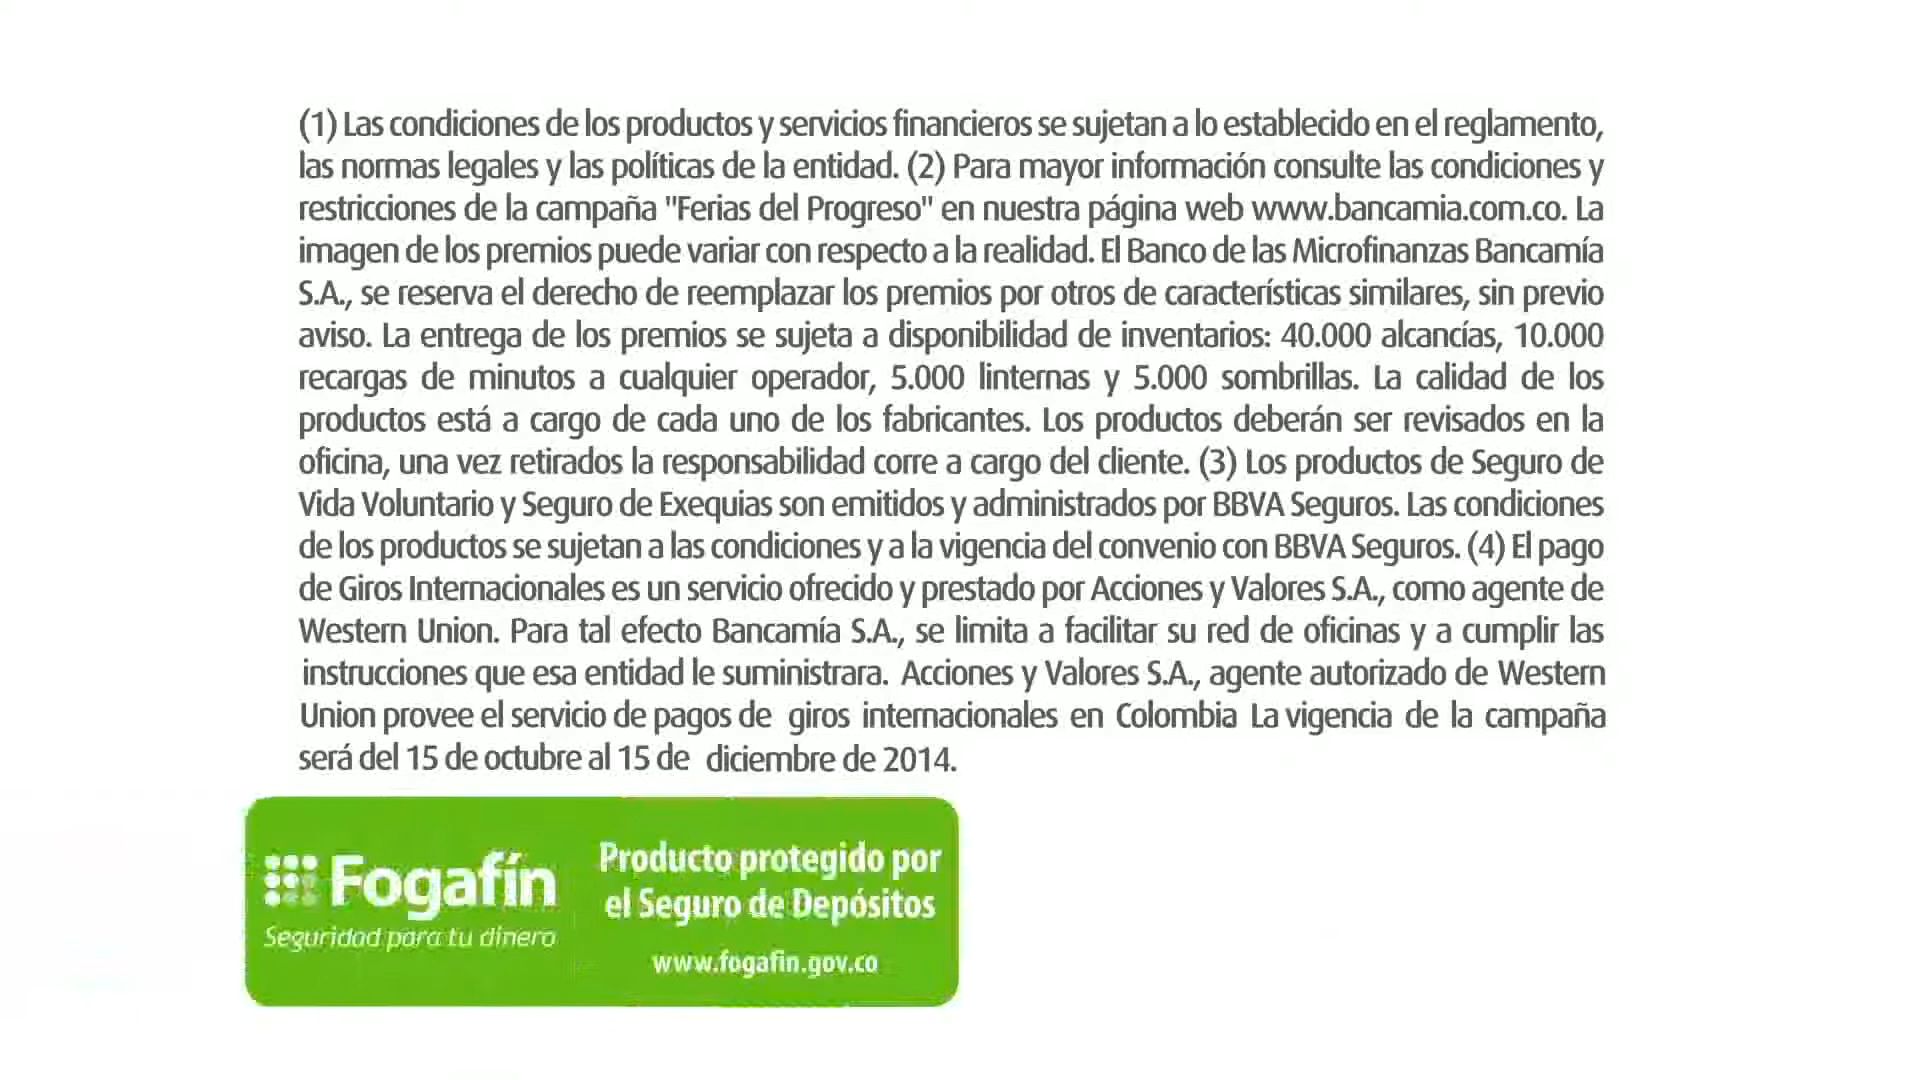 (1) Las condiciones de los productos y servicios financieros se sujetan a lo establecido en el reglamento,
las normas legales y las políticas de la entidad. (2) Para mayor información consulte las condiciones y
restricciones de la campaña "Ferias del Progreso" en nuestra página web www.bancamia.com.co. La
imagen de los premios puede variar con respecto a la realidad. El Banco de las Microfinanzas Bancamía
S.A., se reserva el derecho de reemplazar los premios por otros de características similares, sin previo
aviso. La entrega de los premios se sujeta a disponibilidad de inventarios: 40.000 alcancías, 10.000
recargas de minutos a cualquier operador, 5.000 linternas y 5.000 sombrillas. La calidad de los
productos está a cargo de cada uno de los fabricantes. Los productos deberán ser revisados en la
oficina, una vez retirados la responsabilidad corre a cargo del cliente. (3) Los productos de Seguro de
Vida Voluntario y Seguro de Exequias son emitidos y administrados por BBVA Seguros. Las condiciones
de los productos se sujetan a las condiciones y a la vigencia del convenio con BBVA Seguros. (4) El pago
de Giros Internacionales es un servicio ofrecido y prestado por Acciones y Valores S.A., como agente de
Western Union. Para tal efecto Bancamía S.A., se limita a facilitar su red de oficinas y a cumplir las
instrucciones que esa entidad le suministrara. Acciones y Valores S.A., agente autorizado de Western
Union provee el servicio de pagos de giros internacionales en Colombia La vigencia de la campaña
será del 15 de octubre al 15 de diciembre de 2014.
Fogafín
Seguridad para tu dinero
Producto protegido por
el Seguro de Depósitos
www.fogafin.gov.co